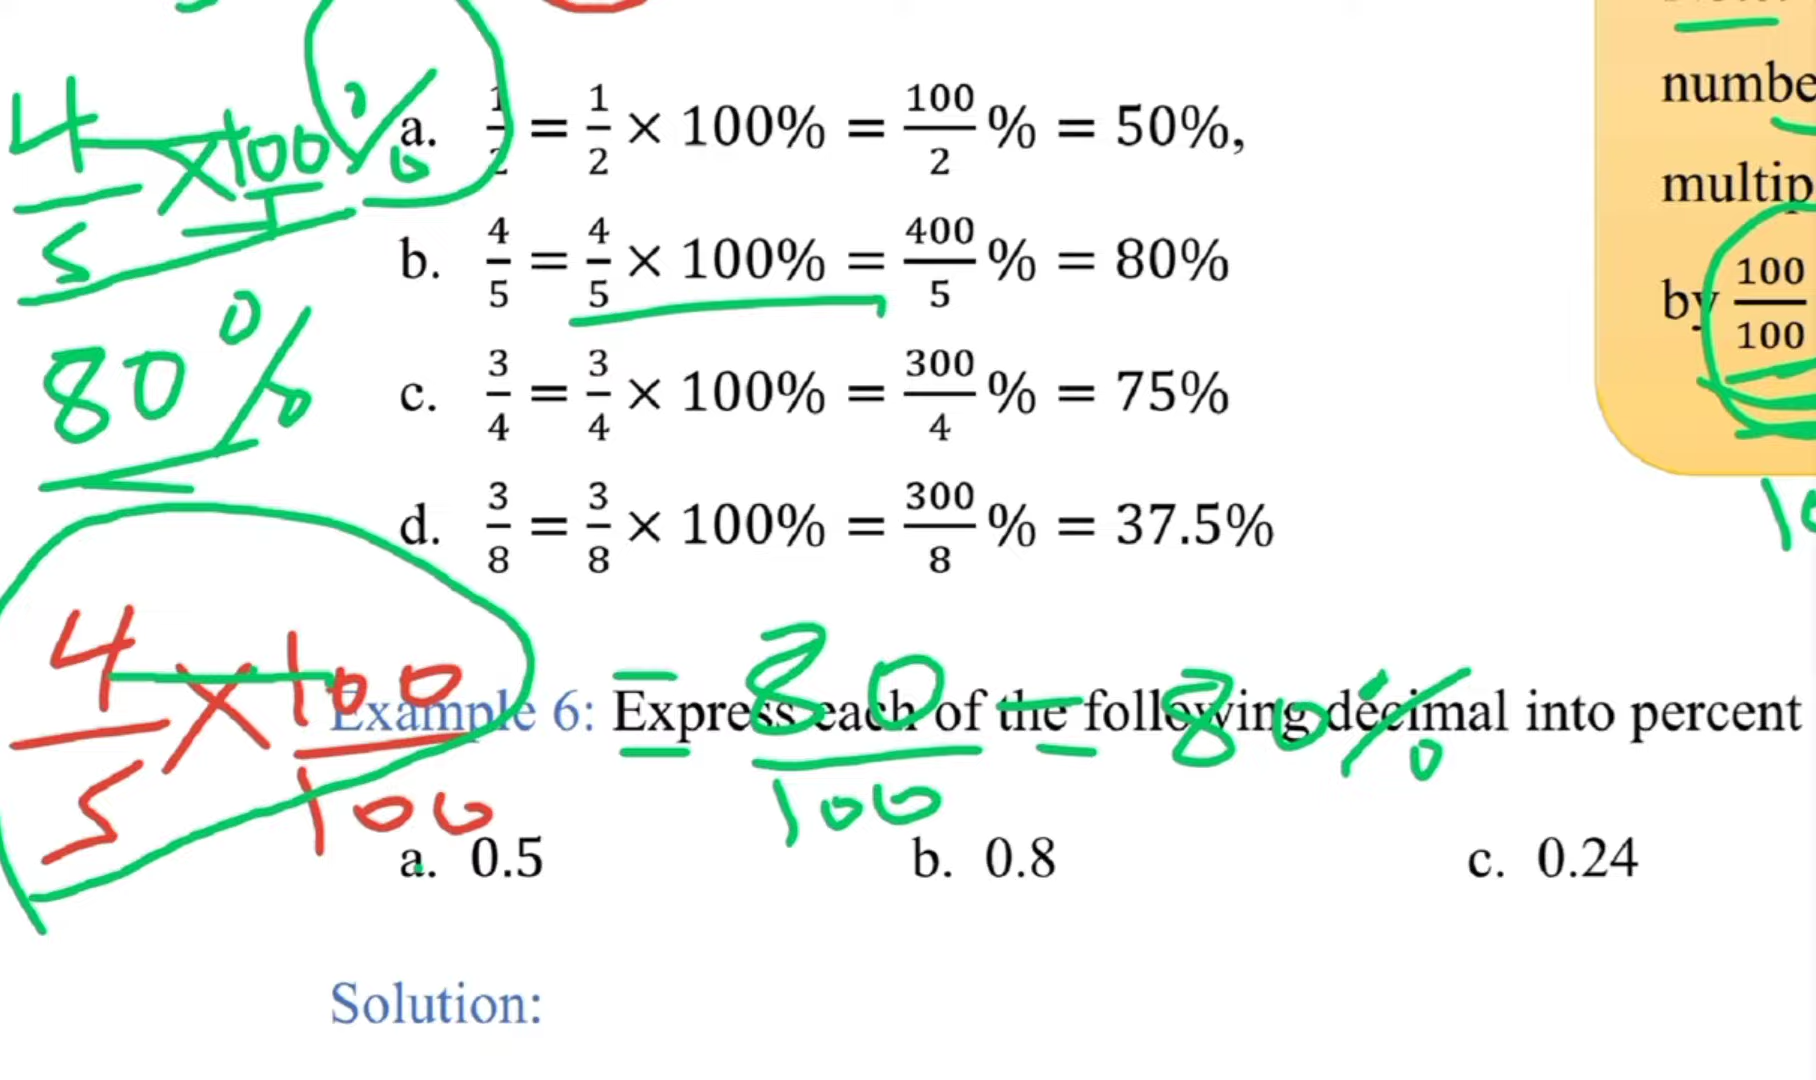 a. 1/2 = 1/2 × 100% = 100/2 % = 50%,
b. 4/5 = 4/5 × 100% = 400/5 % = 80%
c. 3/4 = 3/4 × 100% = 300/4 % = 75%
d. 3/8 = 3/8 × 100% = 300/8 % = 37.5%
numbe
multip
by 100/100
4/5 × 100 %
80%
4/5 × 100/100 = 80/100 = 80%
Example 6: Express each of the following decimal into percent
a. 0.5 b. 0.8 c. 0.24
Solution: